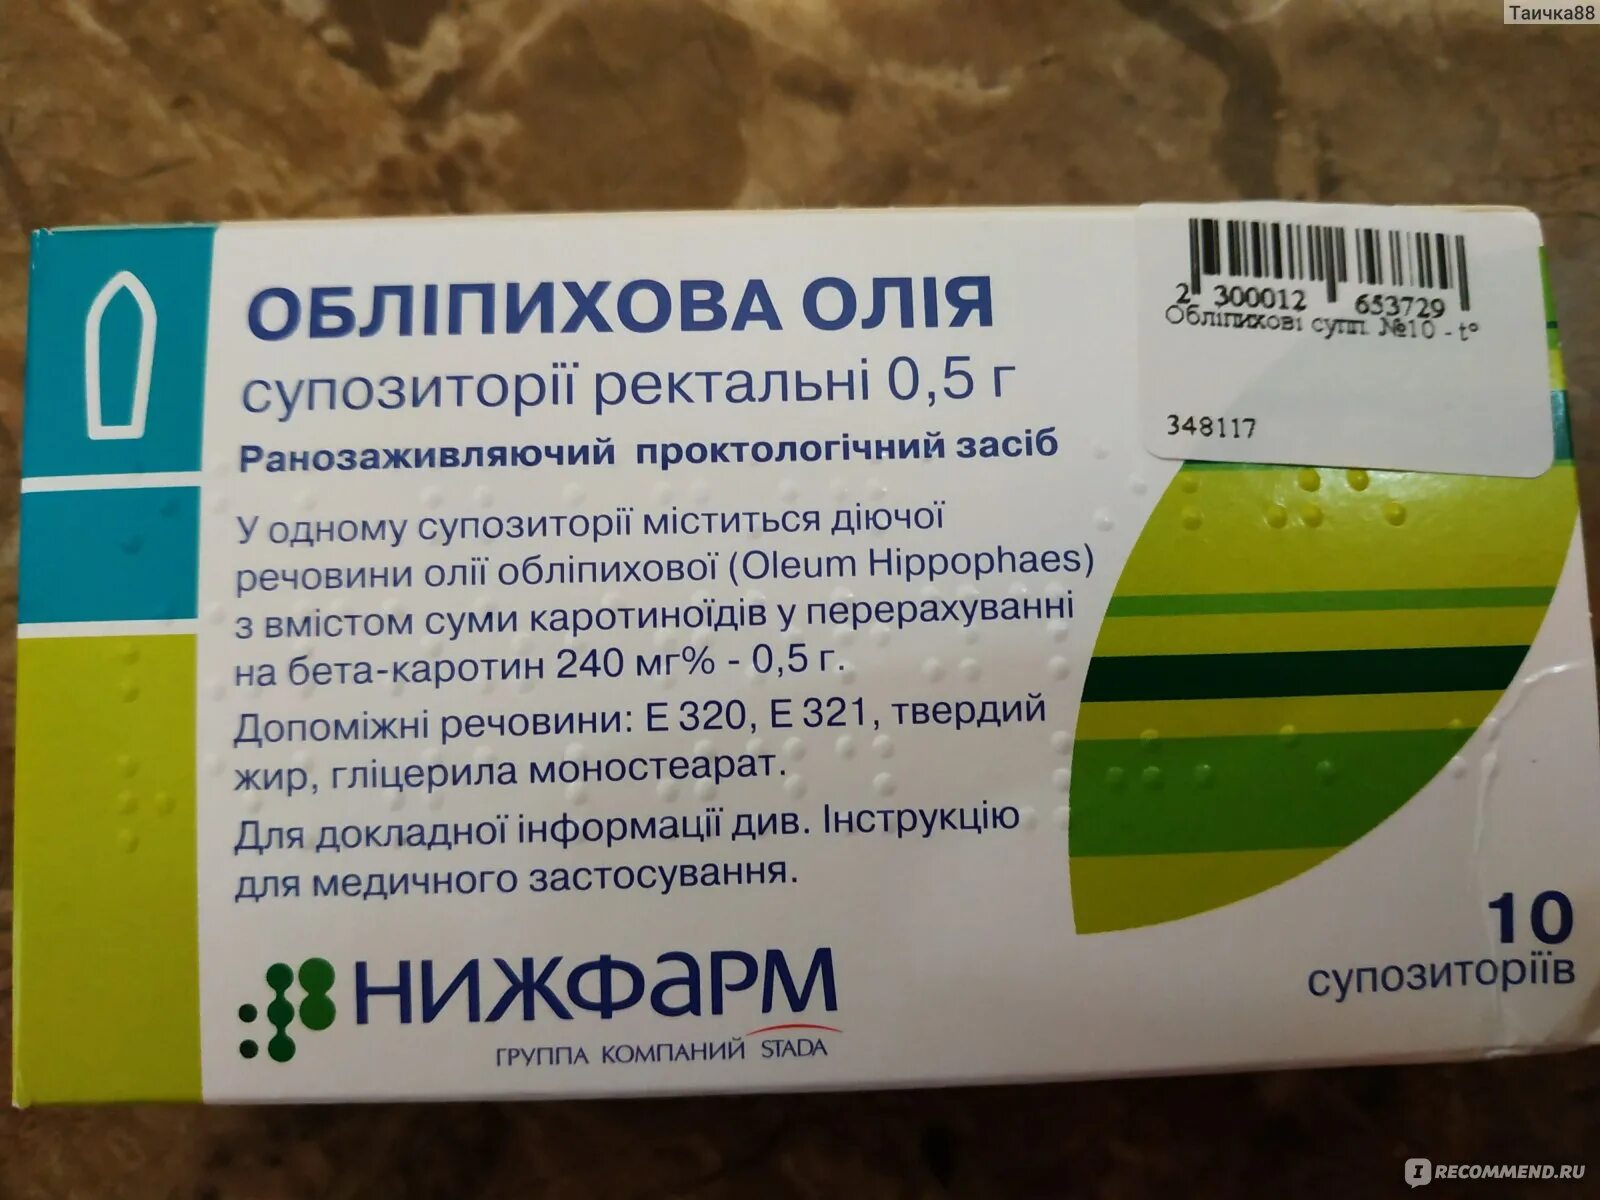 Таичка88
2 300012 653729
Обліпихові супп. №10 - t°
348117
ОБЛІПИХОВА ОЛІЯ
супозиторії ректальні 0,5 г
Ранозаживляючий проктологічний засіб
У одному супозиторії міститься діючої
речовини олії обліпихової (Oleum Hippophaes)
з вмістом суми каротиноїдів у перерахуванні
на бета-каротин 240 мг% - 0,5 г.
Допоміжні речовини: Е 320, Е 321, твердий
жир, гліцерила моностеарат.
Для докладної інформації див. Інструкцію
для медичного застосування.
10
супозиторіїв
НИЖФАРМ
ГРУППА КОМПАНИЙ STADA
I RECOMMEND.RU